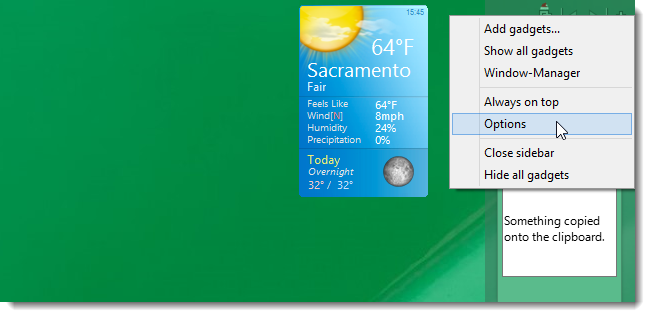 15:45
64°F
Sacramento
Fair
Feels Like 64°F
Wind[N] 8mph
Humidity 24%
Precipitation 0%
Today
Overnight
32° / 32°
Add gadgets...
Show all gadgets
Window-Manager
Always on top
Options
Close sidebar
Hide all gadgets
Something copied
onto the clipboard.